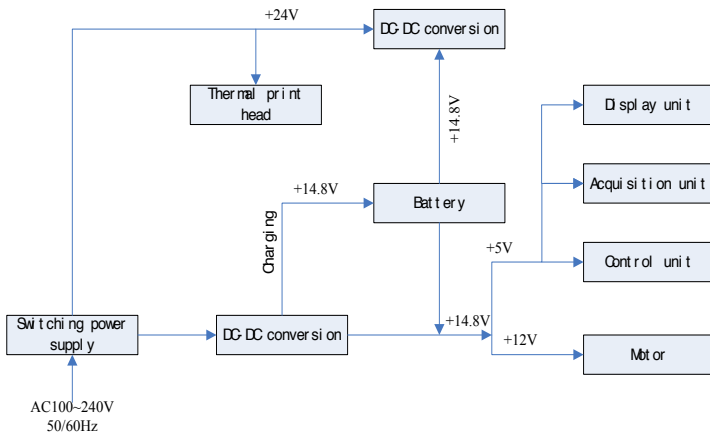 +24V
DC-DC conversion
Thermal print
head
+14.8V
Display unit
+14.8V
Acquisition unit
Battery
Charging
+5V
Control unit
Switching power
supply
DC-DC conversion
+14.8V
+12V
Motor
AC100~240V
50/60Hz